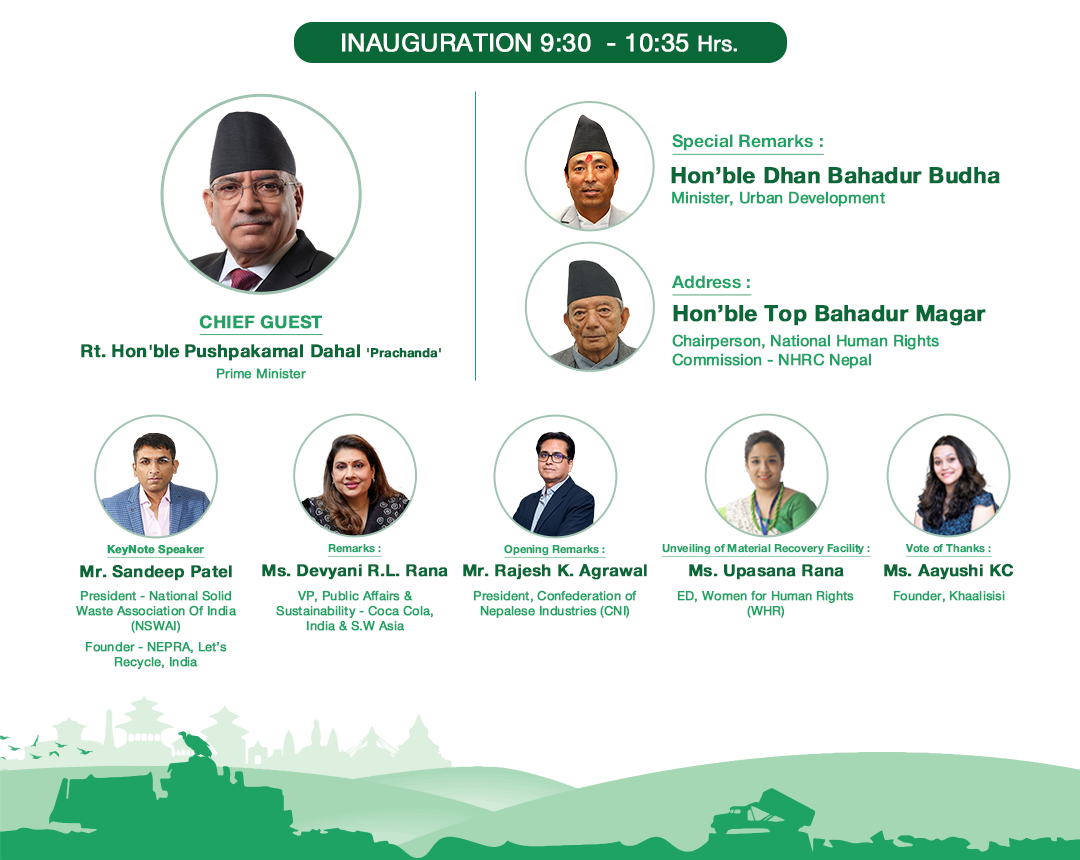 INAUGURATION 9:30 - 10:35 Hrs.
CHIEF GUEST
Rt. Hon'ble Pushpakamal Dahal 'Prachanda'
Prime Minister
Special Remarks :
Hon’ble Dhan Bahadur Budha
Minister, Urban Development
Address :
Hon’ble Top Bahadur Magar
Chairperson, National Human Rights
Commission - NHRC Nepal
KeyNote Speaker
Mr. Sandeep Patel
President - National Solid
Waste Association Of India
(NSWAI)
Founder - NEPRA, Let’s
Recycle, India
Remarks :
Ms. Devyani R.L. Rana
VP, Public Affairs &
Sustainability - Coca Cola,
India & S.W Asia
Opening Remarks :
Mr. Rajesh K. Agrawal
President, Confederation of
Nepalese Industries (CNI)
Unveiling of Material Recovery Facility :
Ms. Upasana Rana
ED, Women for Human Rights
(WHR)
Vote of Thanks :
Ms. Aayushi KC
Founder, Khaalisisi